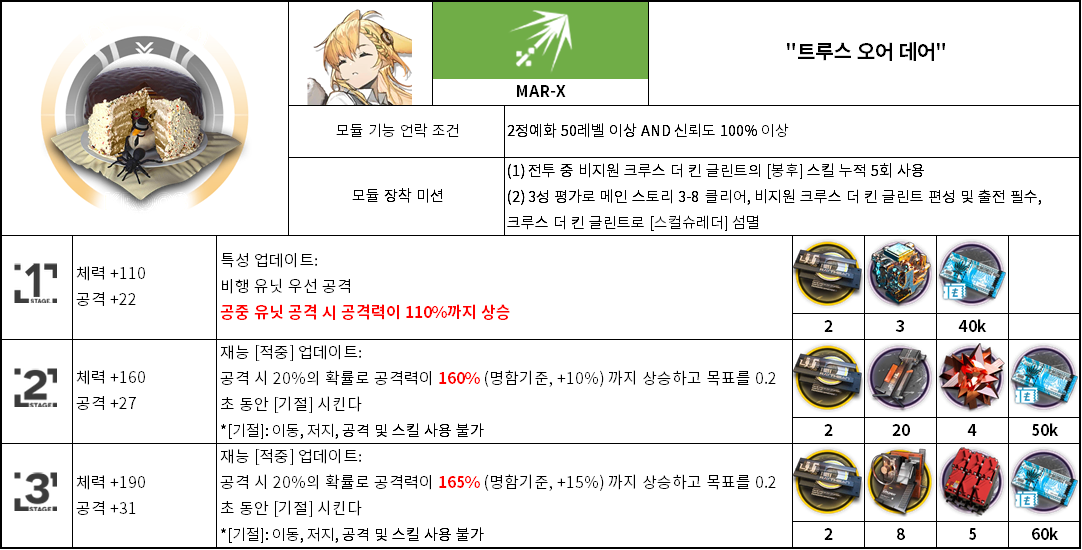 MAR-X
"트루스 오어 데어"
모듈 기능 언락 조건
2정예화 50레벨 이상 AND 신뢰도 100% 이상
모듈 장착 미션
(1) 전투 중 비지원 크루스 더 킨 글린트의 [봉후] 스킬 누적 5회 사용
(2) 3성 평가로 메인 스토리 3-8 클리어, 비지원 크루스 더 킨 글린트 편성 및 출전 필수,
크루스 더 킨 글린트로 [스컬슈레더] 섬멸
1
STAGE
체력 +110
공격 +22
특성 업데이트:
비행 유닛 우선 공격
공중 유닛 공격 시 공격력이 110%까지 상승
2
3
40k
2
STAGE
체력 +160
공격 +27
재능 [적중] 업데이트:
공격 시 20%의 확률로 공격력이 160% (명함기준, +10%) 까지 상승하고 목표를 0.2
초 동안 [기절] 시킨다
*[기절]: 이동, 저지, 공격 및 스킬 사용 불가
2
20
4
50k
3
STAGE
체력 +190
공격 +31
재능 [적중] 업데이트:
공격 시 20%의 확률로 공격력이 165% (명함기준, +15%) 까지 상승하고 목표를 0.2
초 동안 [기절] 시킨다
*[기절]: 이동, 저지, 공격 및 스킬 사용 불가
2
8
5
60k